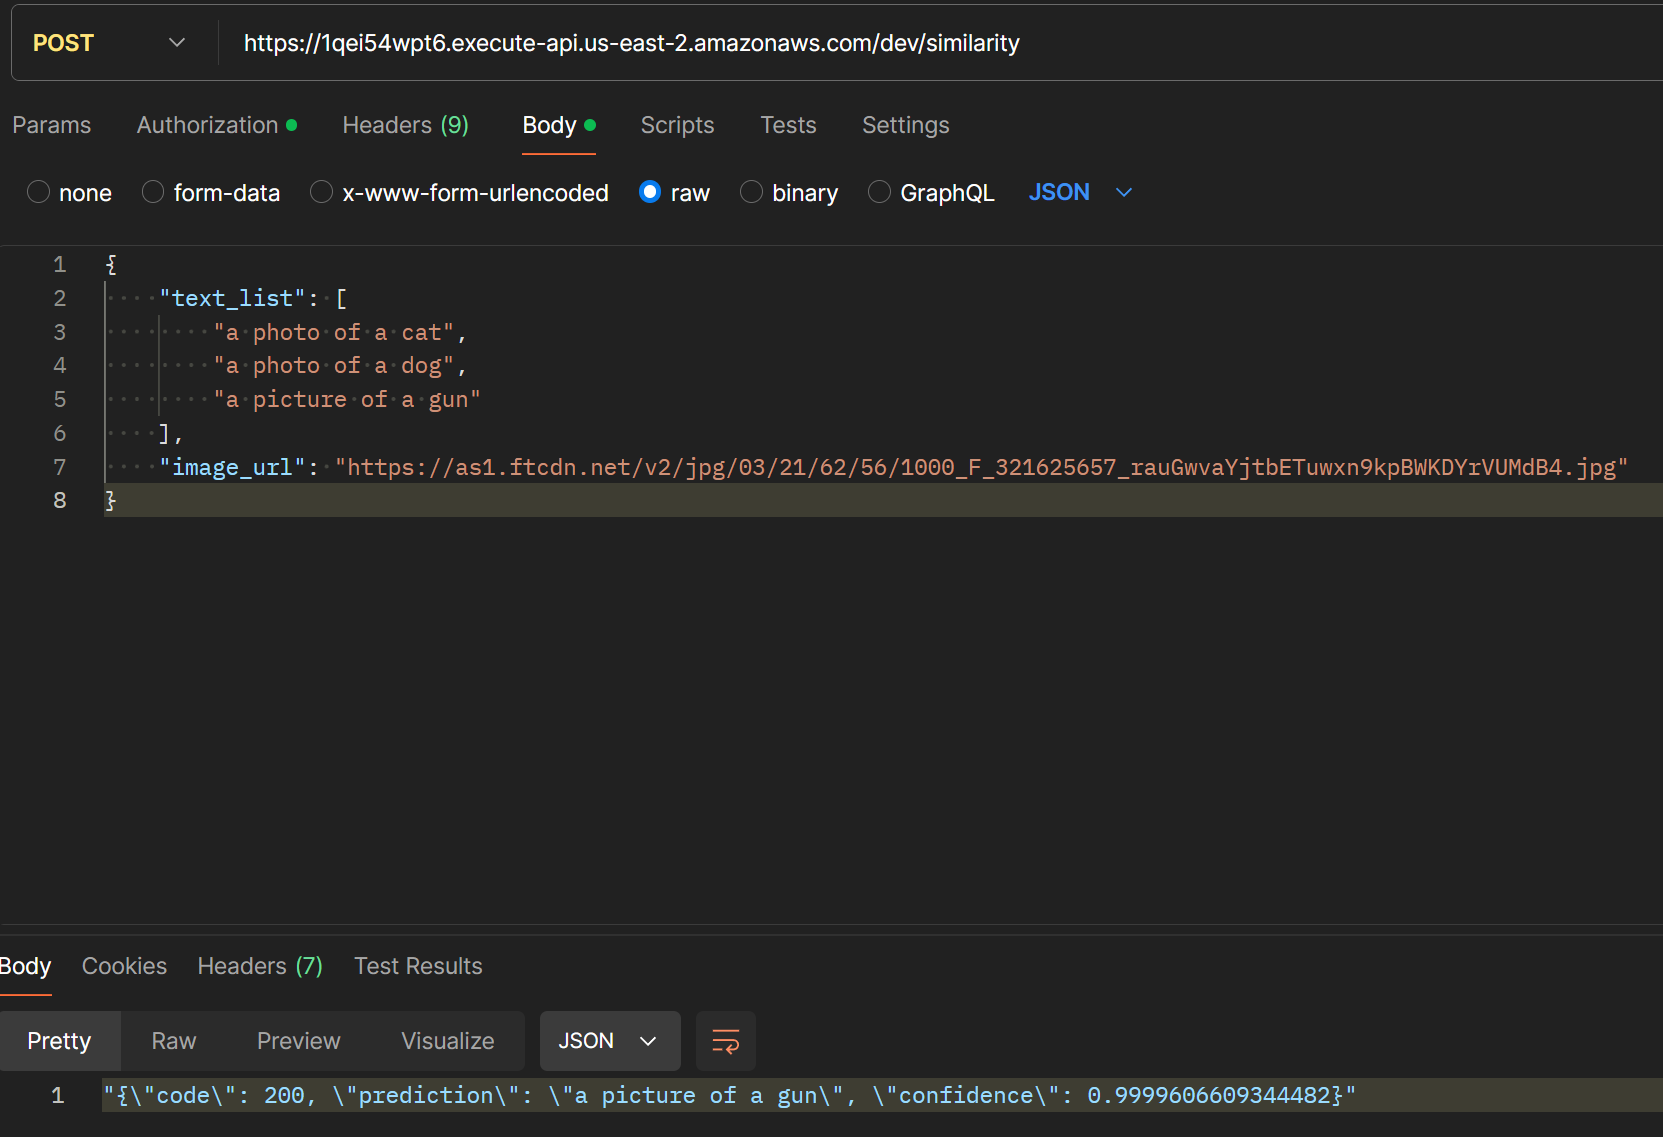 POST https://1qei54wpt6.execute-api.us-east-2.amazonaws.com/dev/similarity
Params Authorization Headers (9) Body Scripts Tests Settings
none form-data x-www-form-urlencoded raw binary GraphQL JSON
1 {
2 "text_list": [
3 "a photo of a cat",
4 "a photo of a dog",
5 "a picture of a gun"
6 ],
7 "image_url": "https://as1.ftcdn.net/v2/jpg/03/21/62/56/1000_F_321625657_rauGwvaYjtbETuwxn9kpBWKDYrVUMdB4.jpg"
8 }
Body Cookies Headers (7) Test Results
Pretty Raw Preview Visualize JSON
1 "{\"code\": 200, \"prediction\": \"a picture of a gun\", \"confidence\": 0.9999606609344482}"